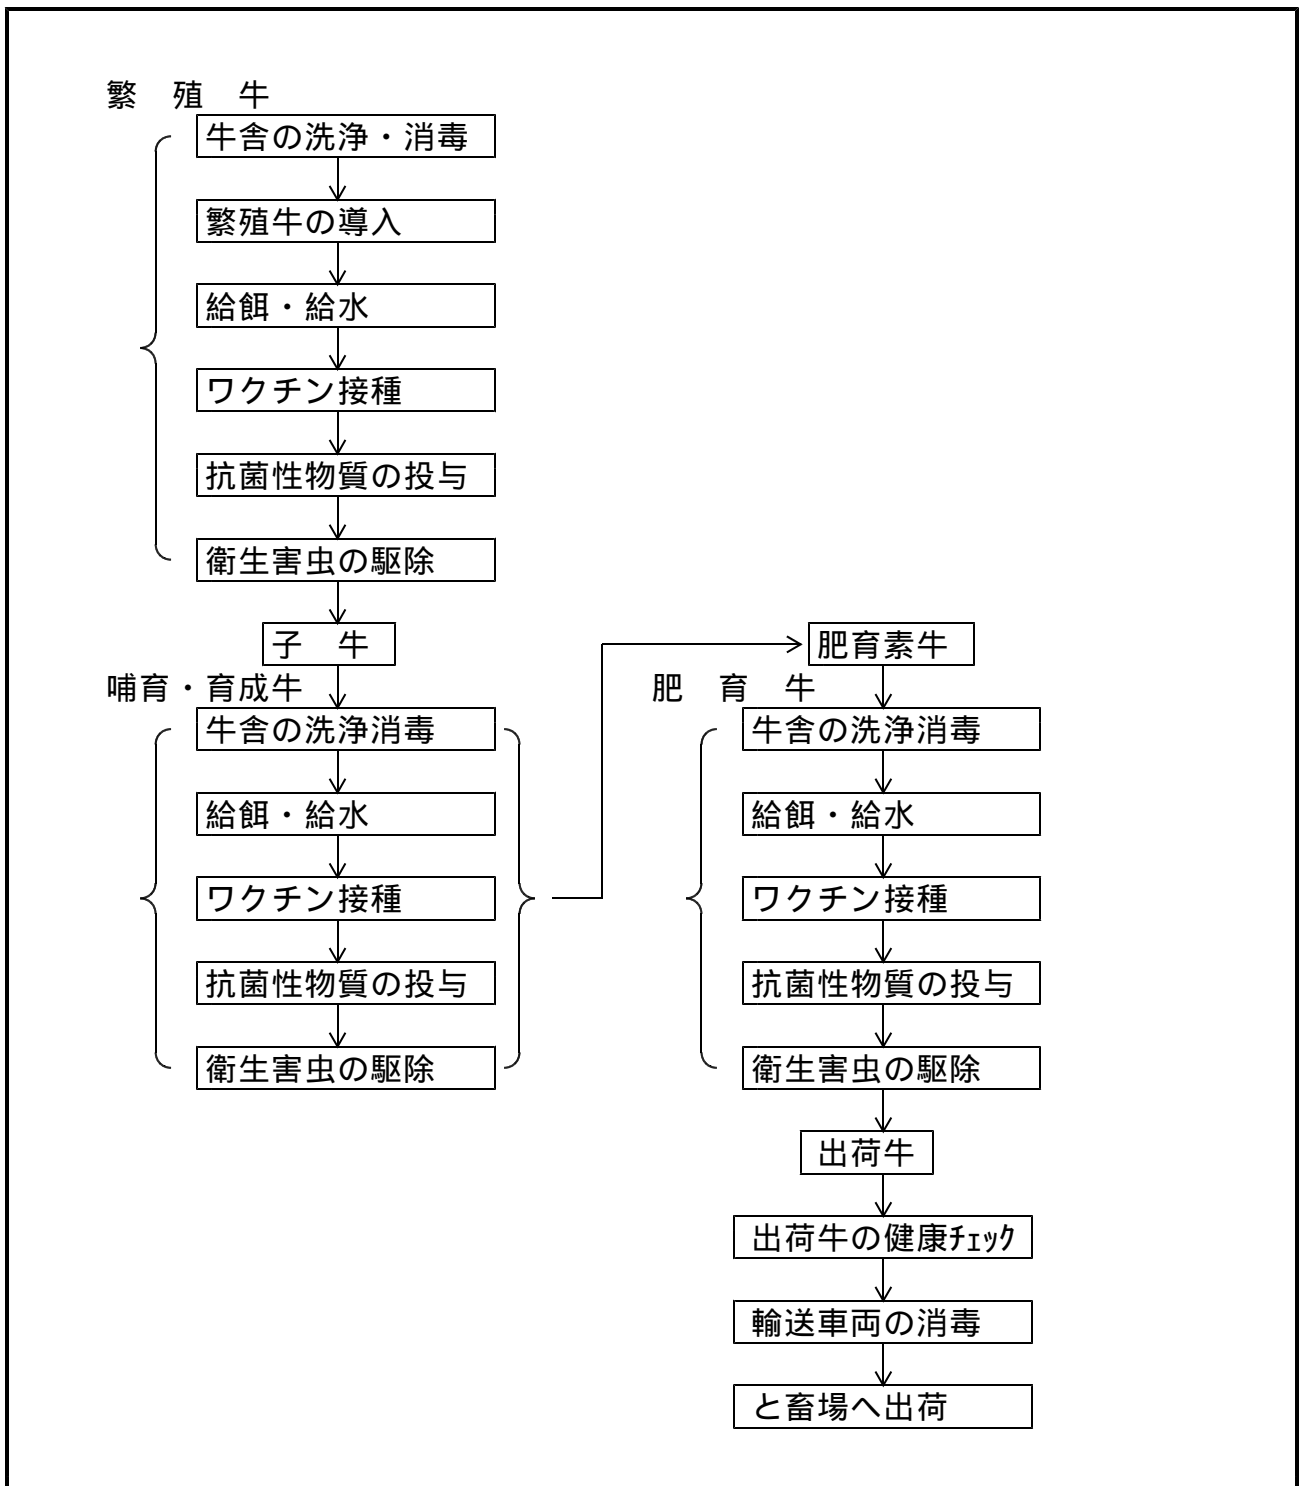 繁　殖　牛
牛舎の洗浄・消毒
繁殖牛の導入
給餌・給水
ワクチン接種
抗菌性物質の投与
衛生害虫の駆除
子　牛
哺育・育成牛
牛舎の洗浄消毒
給餌・給水
ワクチン接種
抗菌性物質の投与
衛生害虫の駆除
肥育素牛
肥　育　牛
牛舎の洗浄消毒
給餌・給水
ワクチン接種
抗菌性物質の投与
衛生害虫の駆除
出荷牛
出荷牛の健康ﾁｪｯｸ
輸送車両の消毒
と畜場へ出荷